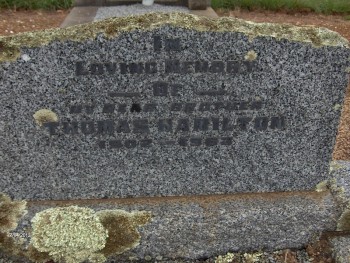 IN
LOVING MEMORY
— OF —
MY DEAR BROTHER
THOMAS HAMILTON